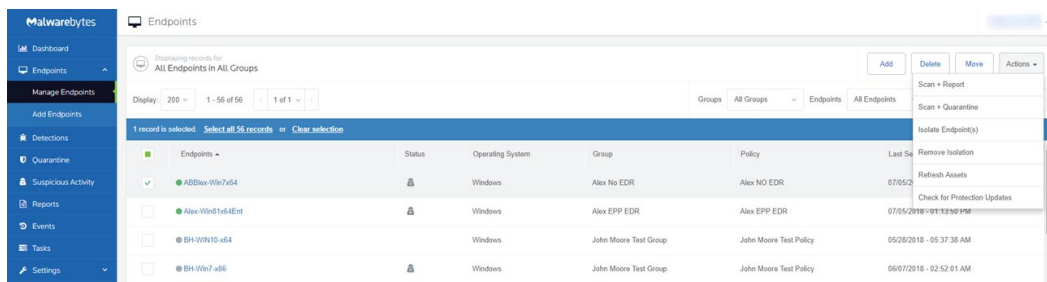 Malwarebytes
Endpoints
Dashboard
Endpoints
Manage Endpoints
Add Endpoints
Detections
Quarantine
Suspicious Activity
Reports
Events
Tasks
Settings
Displaying records for
All Endpoints in All Groups
Add Delete Move Actions
Display 200 1 - 56 of 56 1 of 1 Groups All Groups Endpoints All Endpoints
Scan + Report
Scan + Quarantine
Isolate Endpoint(s)
Remove Isolation
Refresh Assets
Check for Protection Updates
1 record is selected. Select all 56 records or Clear selection
Endpoints Status Operating System Group Policy Last Se
ABBlex-Win7x64 Windows Alex No EDR Alex NO EDR 07/05/2
Alex-Win81x64Ent Windows Alex EPP EDR Alex EPP EDR 07/05/2018 - 01:13:50 PM
BH-WIN10-x64 Windows John Moore Test Group John Moore Test Policy 05/28/2018 - 05:37:38 AM
BH-Win7-x86 Windows John Moore Test Group John Moore Test Policy 06/07/2018 - 02:52:01 AM